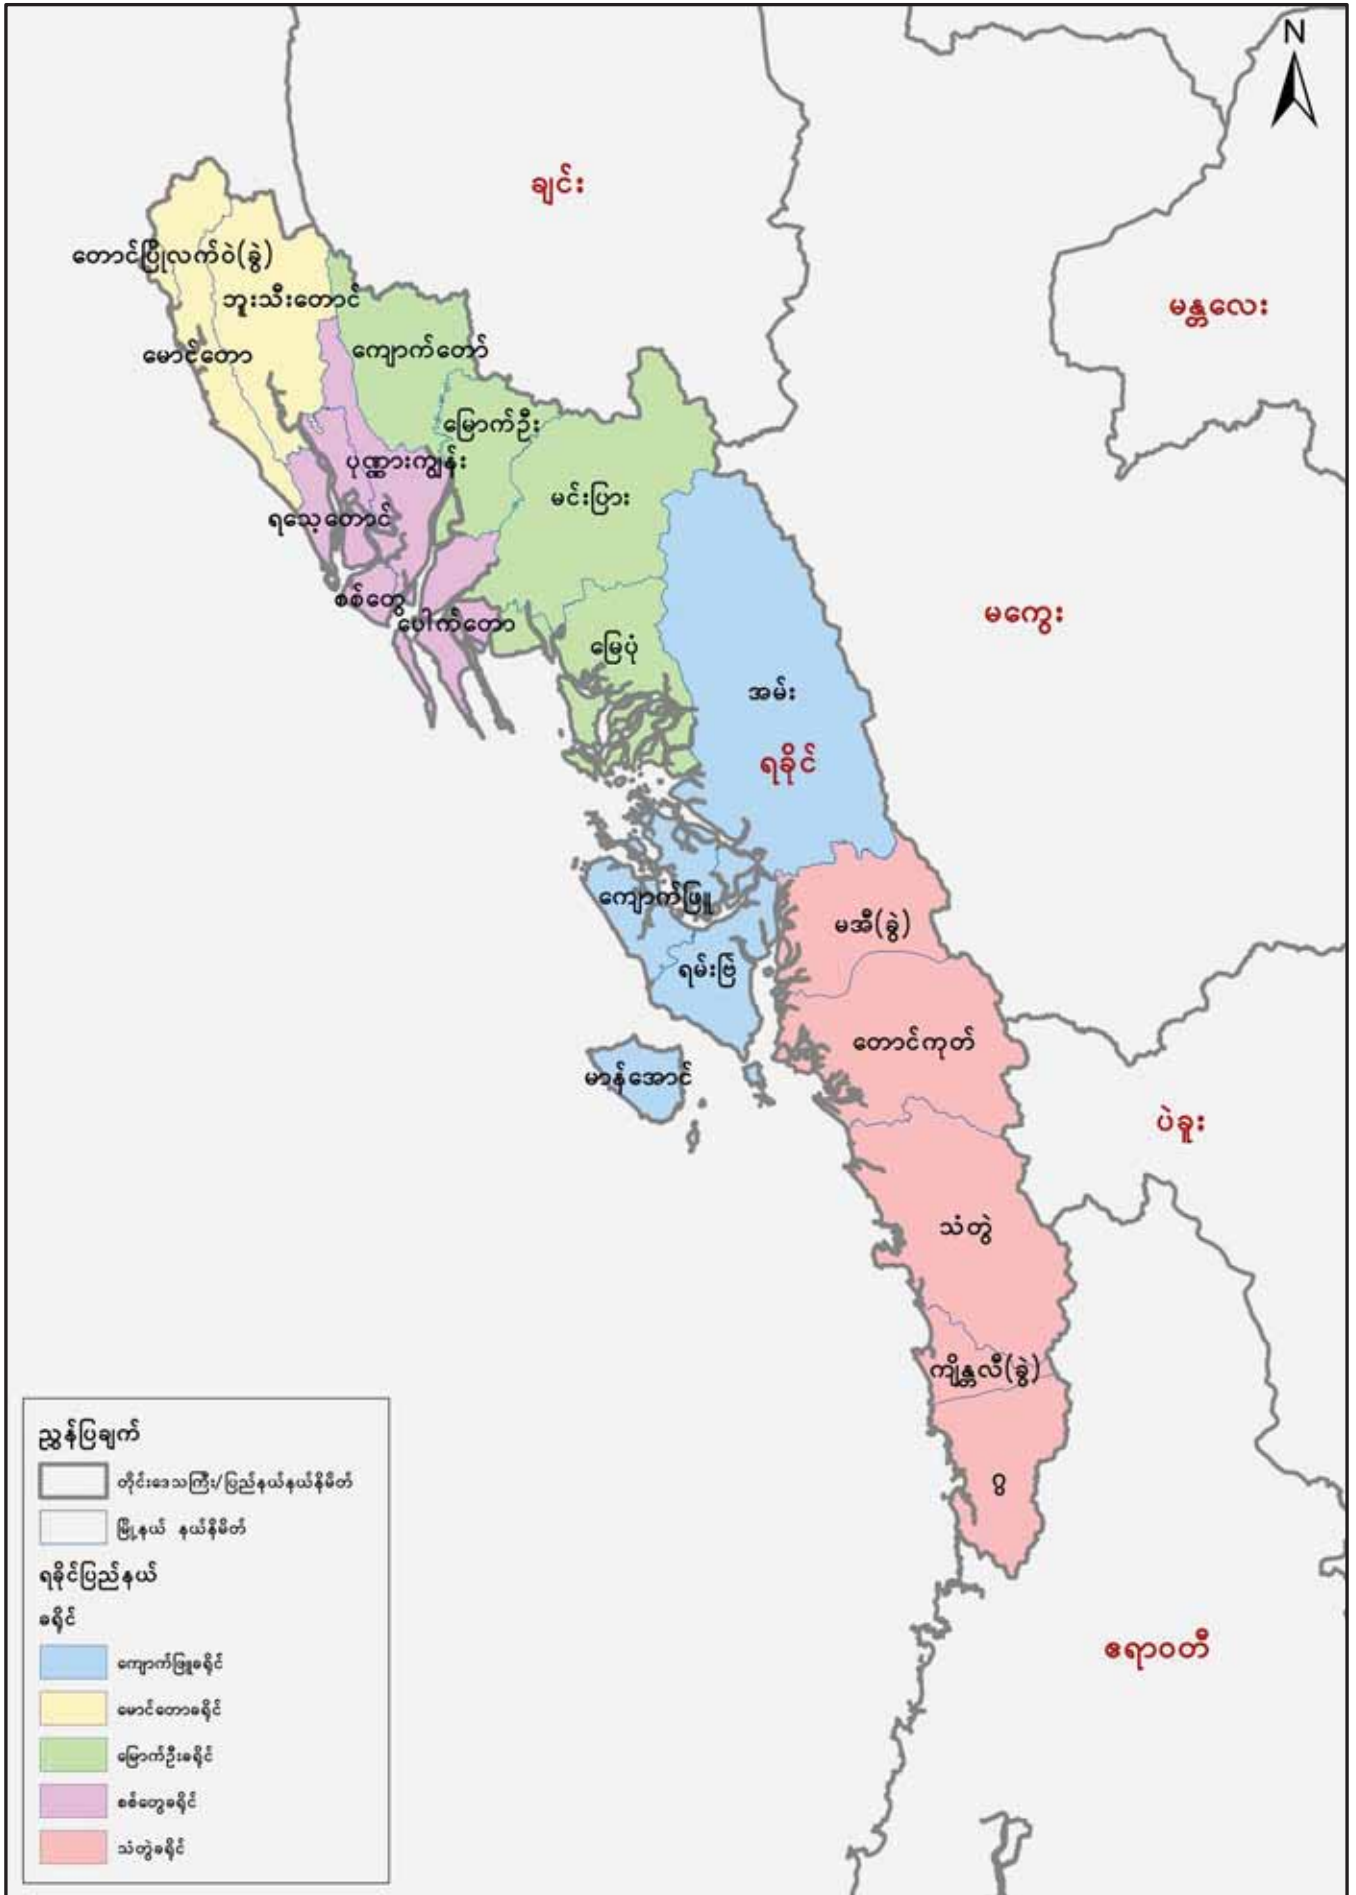 N
ချင်း
တောင်ပြိုလက်ဝဲ(ခွဲ)
ဘူးသီးတောင်
မန္တလေး
မောင်တော
ကျောက်တော်
မြောက်ဦး
ပုဏ္ဏားကျွန်း
မင်းပြား
ရသေ့တောင်
စစ်တွေ
ပေါက်တော
မကွေး
မြေပုံ
အမ်း
ရခိုင်
ကျောက်ဖြူ
မအီ(ခွဲ)
ရမ်းဗြဲ
တောင်ကုတ်
မာန်အောင်
ပဲခူး
သံတွဲ
ကျိန္တလီ(ခွဲ)
ဂွ
ဧရာဝတီ
ညွှန်ပြချက်
တိုင်းဒေသကြီး/ပြည်နယ်နယ်နိမိတ်
မြို့နယ် နယ်နိမိတ်
ရခိုင်ပြည်နယ်
ခရိုင်
ကျောက်ဖြူခရိုင်
မောင်တောခရိုင်
မြောက်ဦးခရိုင်
စစ်တွေခရိုင်
သံတွဲခရိုင်